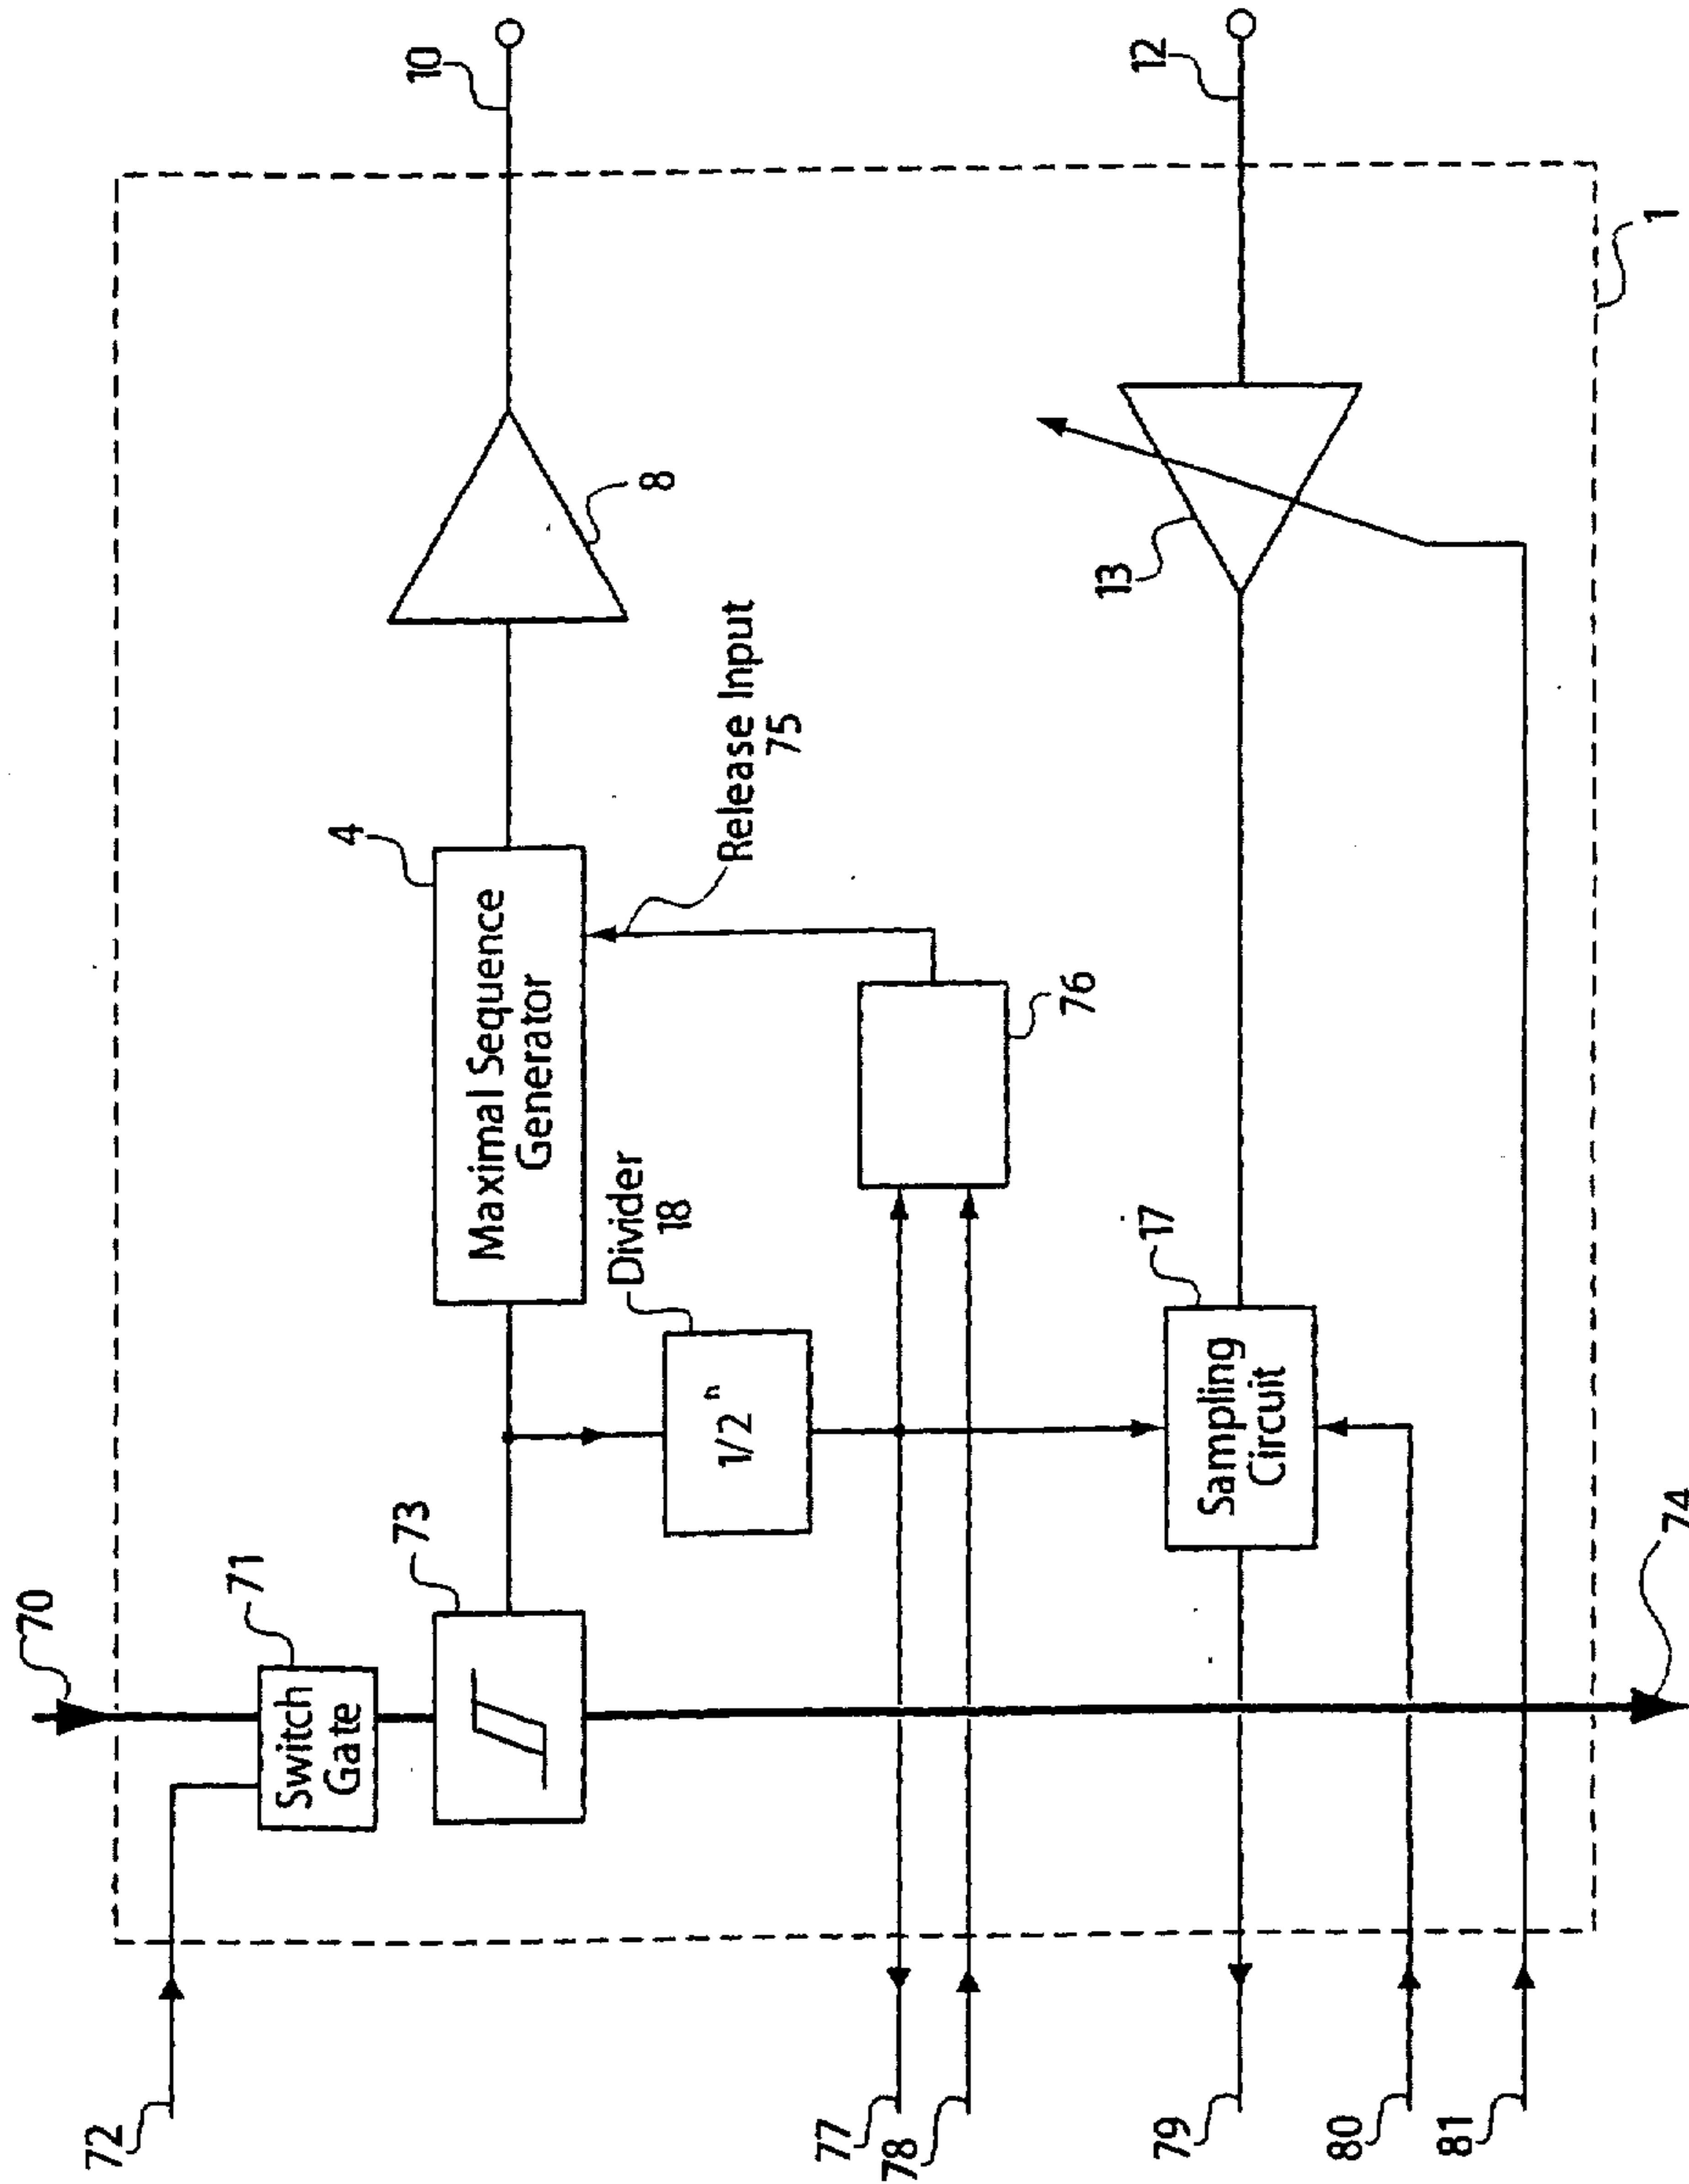 70
72
71
Switch
Gate
73
10
4
Maximal Sequence
Generator
8
Divider
18
1/2ⁿ
Release Input
75
77
78
76
13
12
17
79
Sampling
Circuit
80
81
1
74